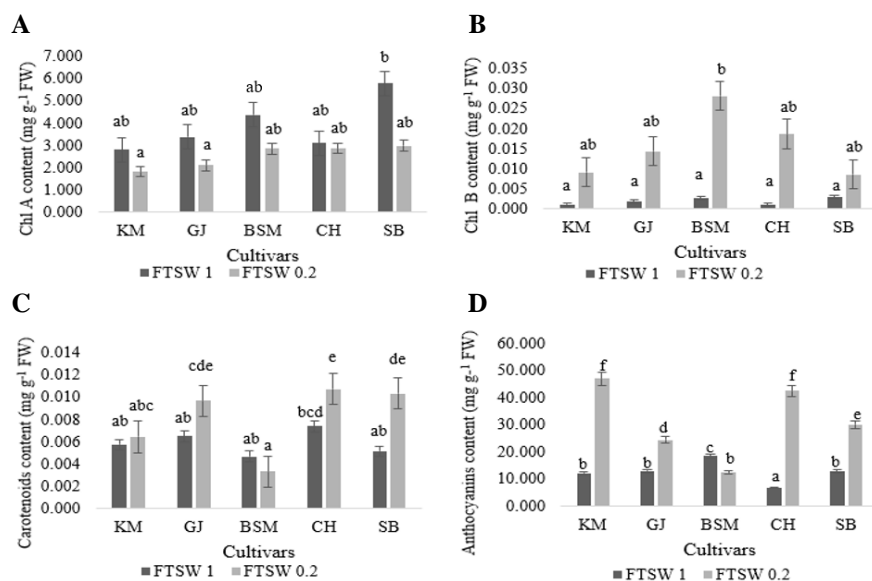 A
Chl A content (mg g-¹ FW)
7.000
6.000
5.000
4.000
3.000
2.000
1.000
0.000
ab
a
ab
a
ab
ab
ab
ab
b
ab
KM GJ BSM CH SB
Cultivars
FTSW 1 FTSW 0.2
B
Chl B content (mg g-¹ FW)
0.035
0.030
0.025
0.020
0.015
0.010
0.005
0.000
a
ab
a
ab
a
b
a
ab
a
ab
KM GJ BSM CH SB
Cultivars
FTSW 1 FTSW 0.2
C
Carotenoids content (mg g-¹ FW)
0.014
0.012
0.010
0.008
0.006
0.004
0.002
0.000
ab
abc
ab
cde
ab
a
bcd
e
ab
de
KM GJ BSM CH SB
Cultivars
FTSW 1 FTSW 0.2
D
Anthocyanins content (mg g-¹ FW)
60.000
50.000
40.000
30.000
20.000
10.000
0.000
b
f
b
d
c
b
a
f
b
e
KM GJ BSM CH SB
Cultivars
FTSW 1 FTSW 0.2